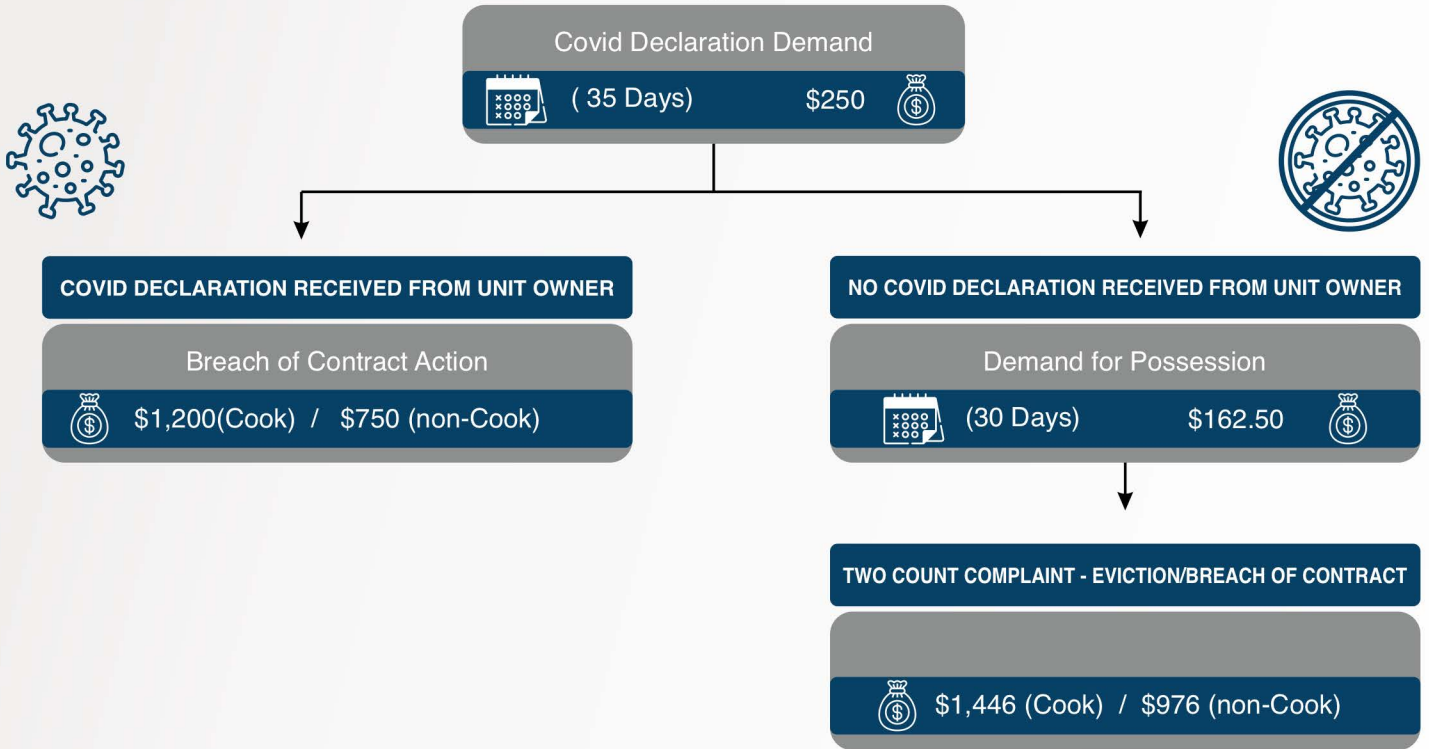 Covid Declaration Demand
( 35 Days) $250
COVID DECLARATION RECEIVED FROM UNIT OWNER
Breach of Contract Action
$1,200(Cook) / $750 (non-Cook)
NO COVID DECLARATION RECEIVED FROM UNIT OWNER
Demand for Possession
(30 Days) $162.50
TWO COUNT COMPLAINT - EVICTION/BREACH OF CONTRACT
$1,446 (Cook) / $976 (non-Cook)